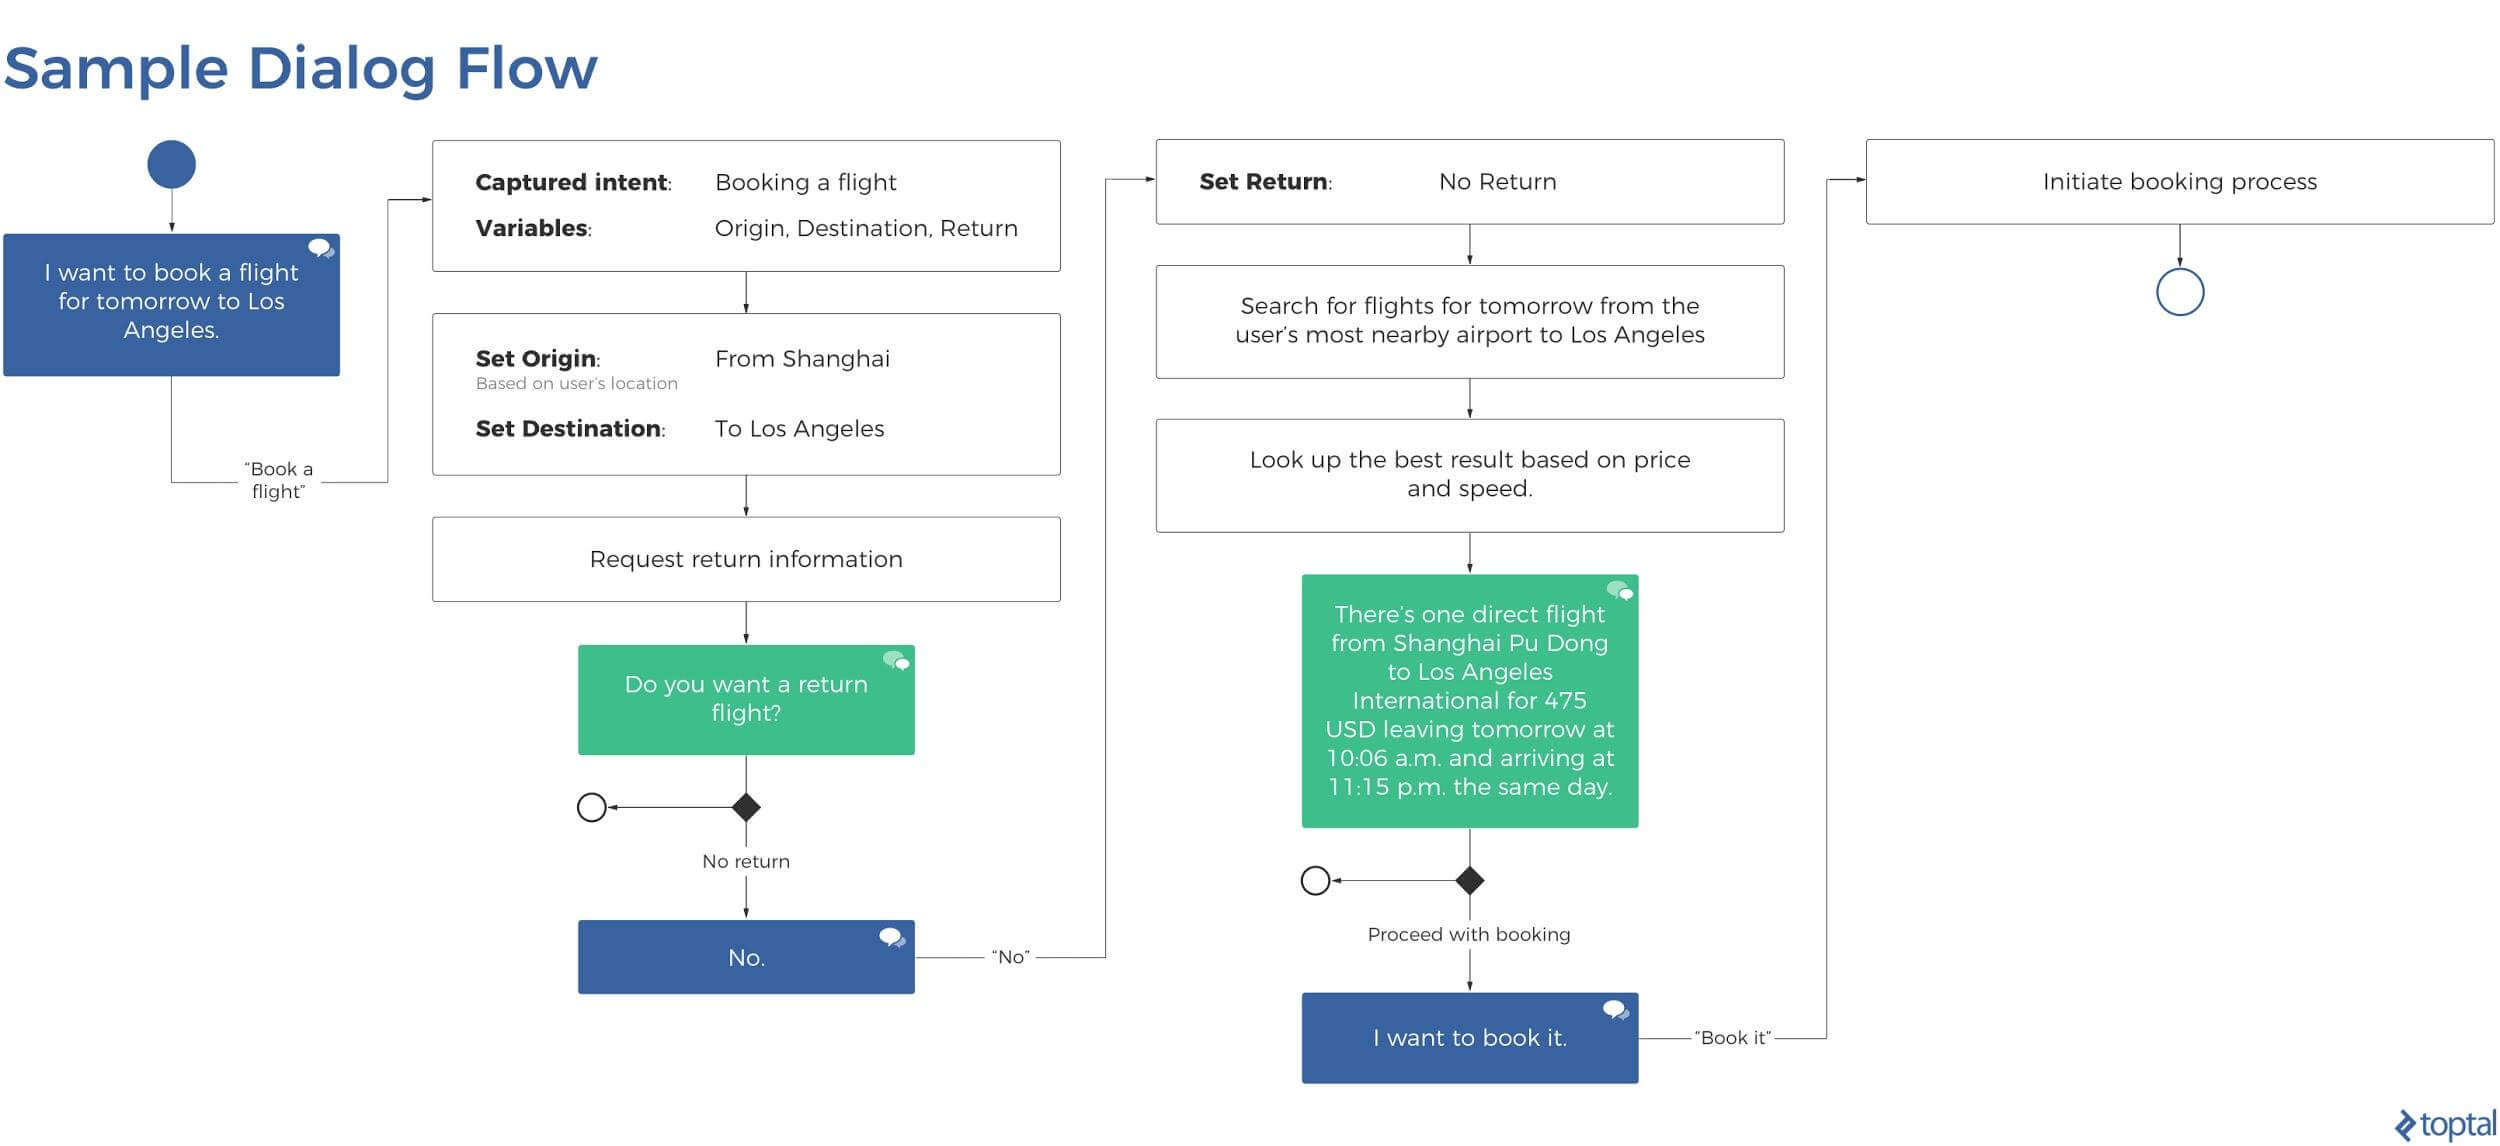 Sample Dialog Flow
I want to book a flight
for tomorrow to Los
Angeles.
“Book a
flight”
Captured intent: Booking a flight
Variables: Origin, Destination, Return
Set Origin: From Shanghai
Based on user’s location
Set Destination: To Los Angeles
Request return information
Do you want a return
flight?
No return
No.
“No”
Set Return: No Return
Search for flights for tomorrow from the
user’s most nearby airport to Los Angeles
Look up the best result based on price
and speed.
There’s one direct flight
from Shanghai Pu Dong
to Los Angeles
International for 475
USD leaving tomorrow at
10:06 a.m. and arriving at
11:15 p.m. the same day.
Proceed with booking
I want to book it.
“Book it”
Initiate booking process
toptal